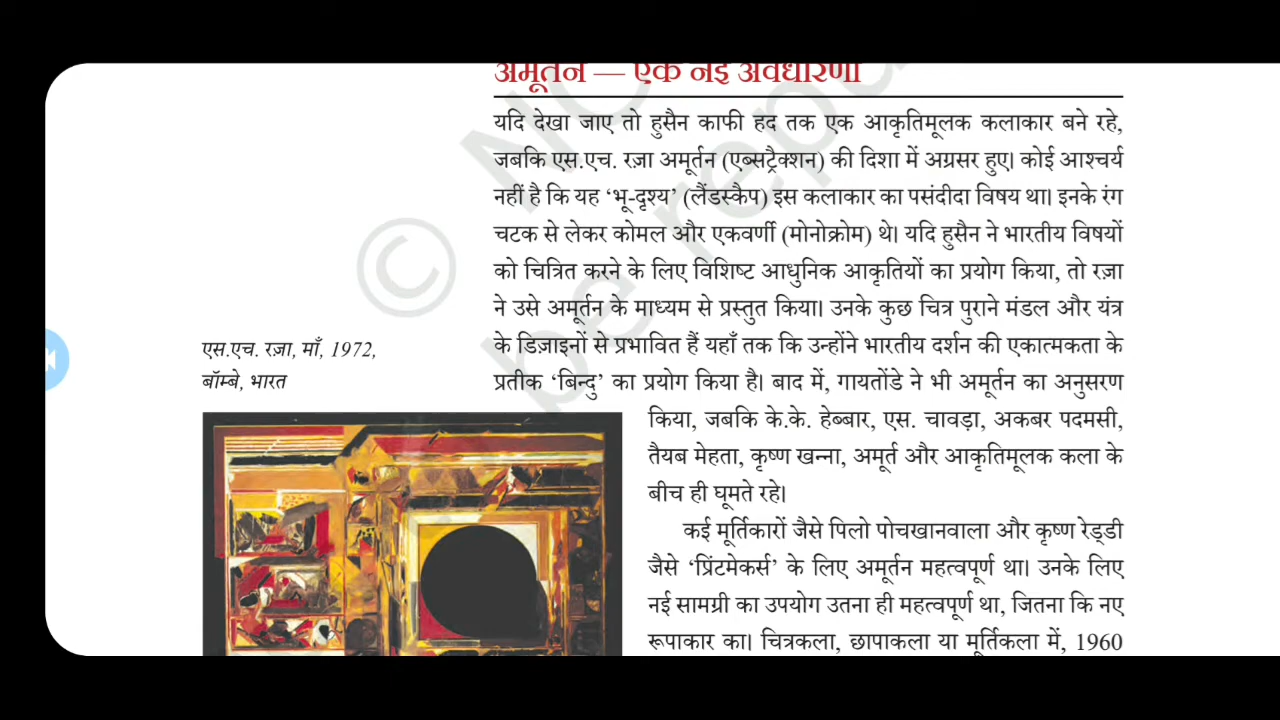 अमूर्तन — एक नई अवधारणा
यदि देखा जाए तो हुसैन काफी हद तक एक आकृतिमूलक कलाकार बने रहे,
जबकि एस.एच. रज़ा अमूर्तन (एब्सट्रैक्शन) की दिशा में अग्रसर हुए। कोई आश्चर्य
नहीं है कि यह ‘भू-दृश्य’ (लैंडस्कैप) इस कलाकार का पसंदीदा विषय था। इनके रंग
चटक से लेकर कोमल और एकवर्णी (मोनोक्रोम) थे। यदि हुसैन ने भारतीय विषयों
को चित्रित करने के लिए विशिष्ट आधुनिक आकृतियों का प्रयोग किया, तो रज़ा
ने उसे अमूर्तन के माध्यम से प्रस्तुत किया। उनके कुछ चित्र पुराने मंडल और यंत्र
के डिज़ाइनों से प्रभावित हैं यहाँ तक कि उन्होंने भारतीय दर्शन की एकात्मकता के
प्रतीक ‘बिन्दु’ का प्रयोग किया है। बाद में, गायतोंडे ने भी अमूर्तन का अनुसरण
किया, जबकि के.के. हेब्बार, एस. चावड़ा, अकबर पदमसी,
तैयब मेहता, कृष्ण खन्ना, अमूर्त और आकृतिमूलक कला के
बीच ही घूमते रहे।
कई मूर्तिकारों जैसे पिलो पोचखानवाला और कृष्ण रेड्डी
जैसे ‘प्रिंटमेकर्स’ के लिए अमूर्तन महत्वपूर्ण था। उनके लिए
नई सामग्री का उपयोग उतना ही महत्वपूर्ण था, जितना कि नए
रूपाकार का। चित्रकला, छापाकला या मूर्तिकला में, 1960
एस.एच. रज़ा, माँ, 1972,
बॉम्बे, भारत
© NC
be repu